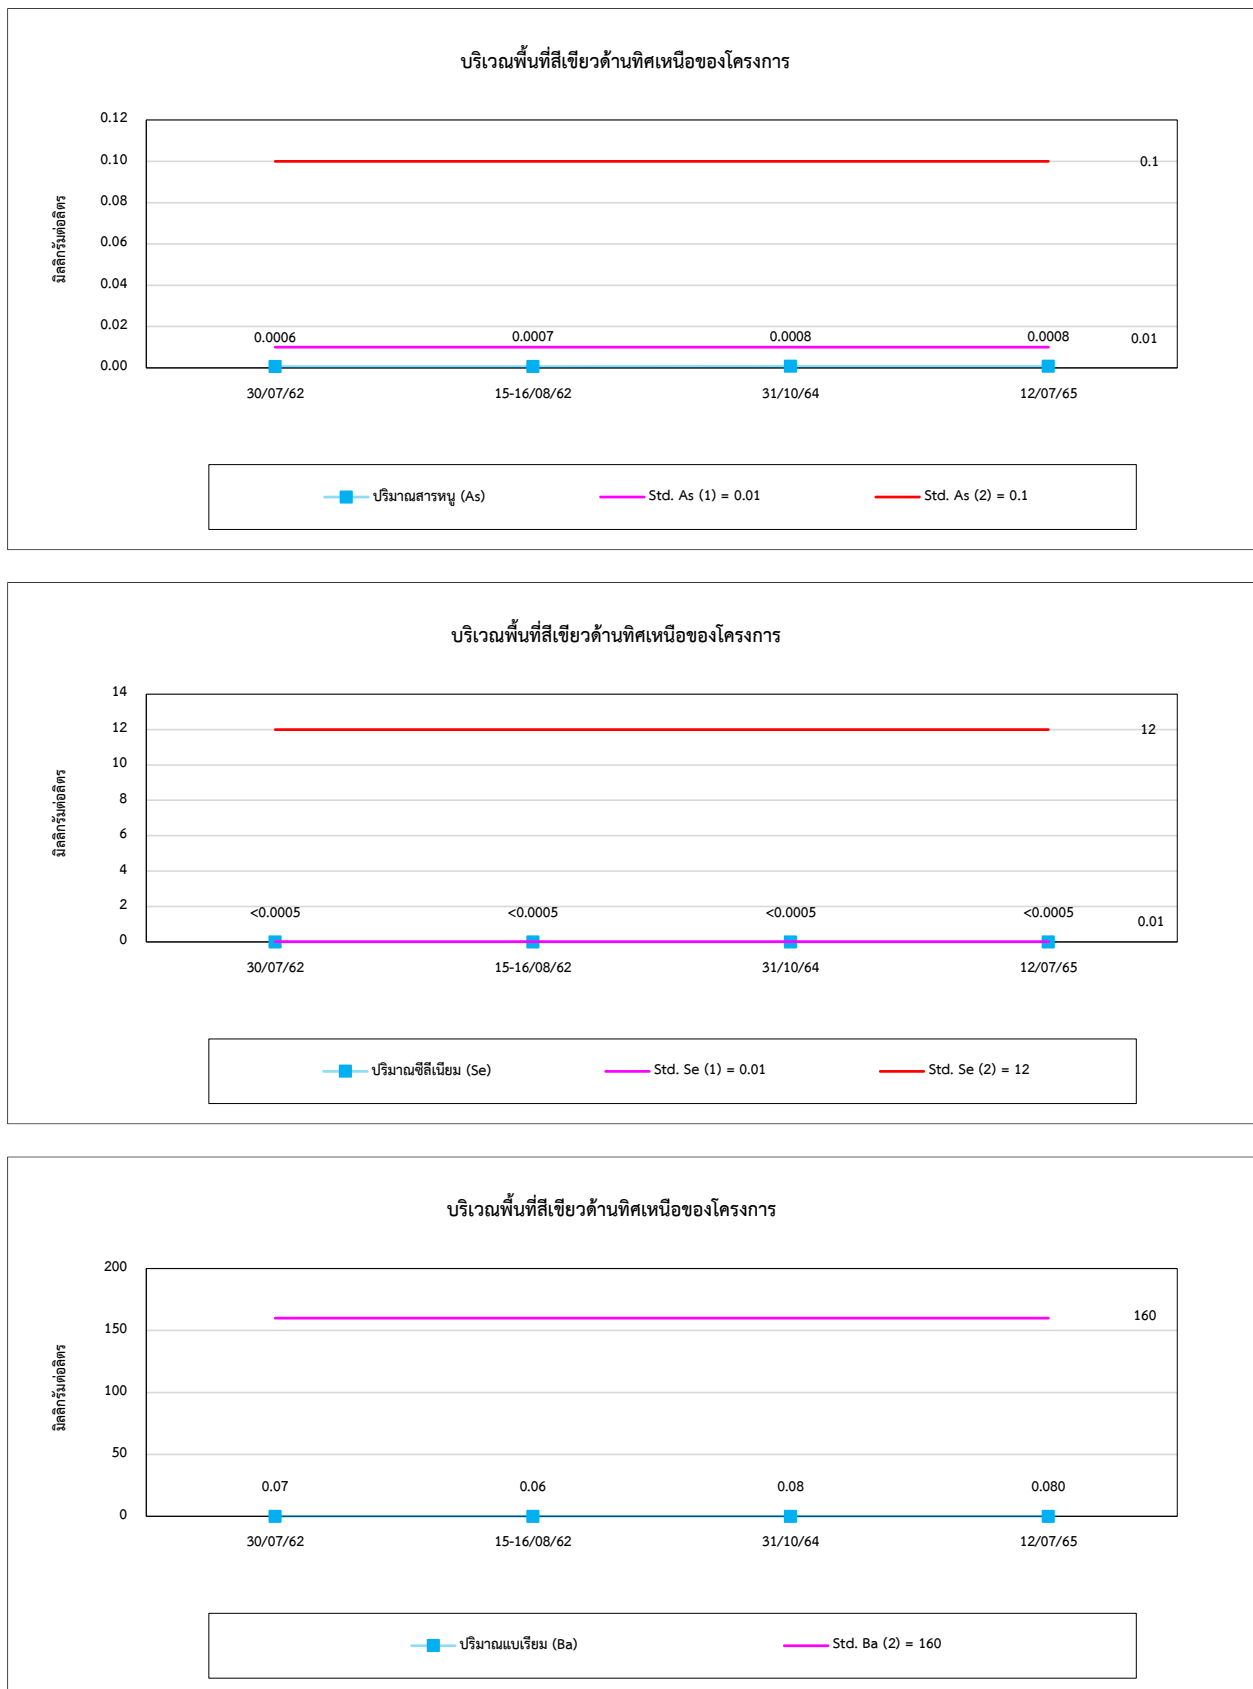 บริเวณพื้นที่สีเขียวด้านทิศเหนือของโครงการ
มิลลิกรัมต่อลิตร
0.12
0.10
0.1
0.08
0.06
0.04
0.02
0.0006 0.0007 0.0008 0.0008 0.01
0.00
30/07/62 15-16/08/62 31/10/64 12/07/65
ปริมาณสารหนู (As) Std. As (1) = 0.01 Std. As (2) = 0.1
บริเวณพื้นที่สีเขียวด้านทิศเหนือของโครงการ
มิลลิกรัมต่อลิตร
14
12
12
10
8
6
4
2
<0.0005 <0.0005 <0.0005 <0.0005 0.01
0
30/07/62 15-16/08/62 31/10/64 12/07/65
ปริมาณซีลีเนียม (Se) Std. Se (1) = 0.01 Std. Se (2) = 12
บริเวณพื้นที่สีเขียวด้านทิศเหนือของโครงการ
มิลลิกรัมต่อลิตร
200
160
150
100
50
0.07 0.06 0.08 0.080
0
30/07/62 15-16/08/62 31/10/64 12/07/65
ปริมาณแบเรียม (Ba) Std. Ba (2) = 160